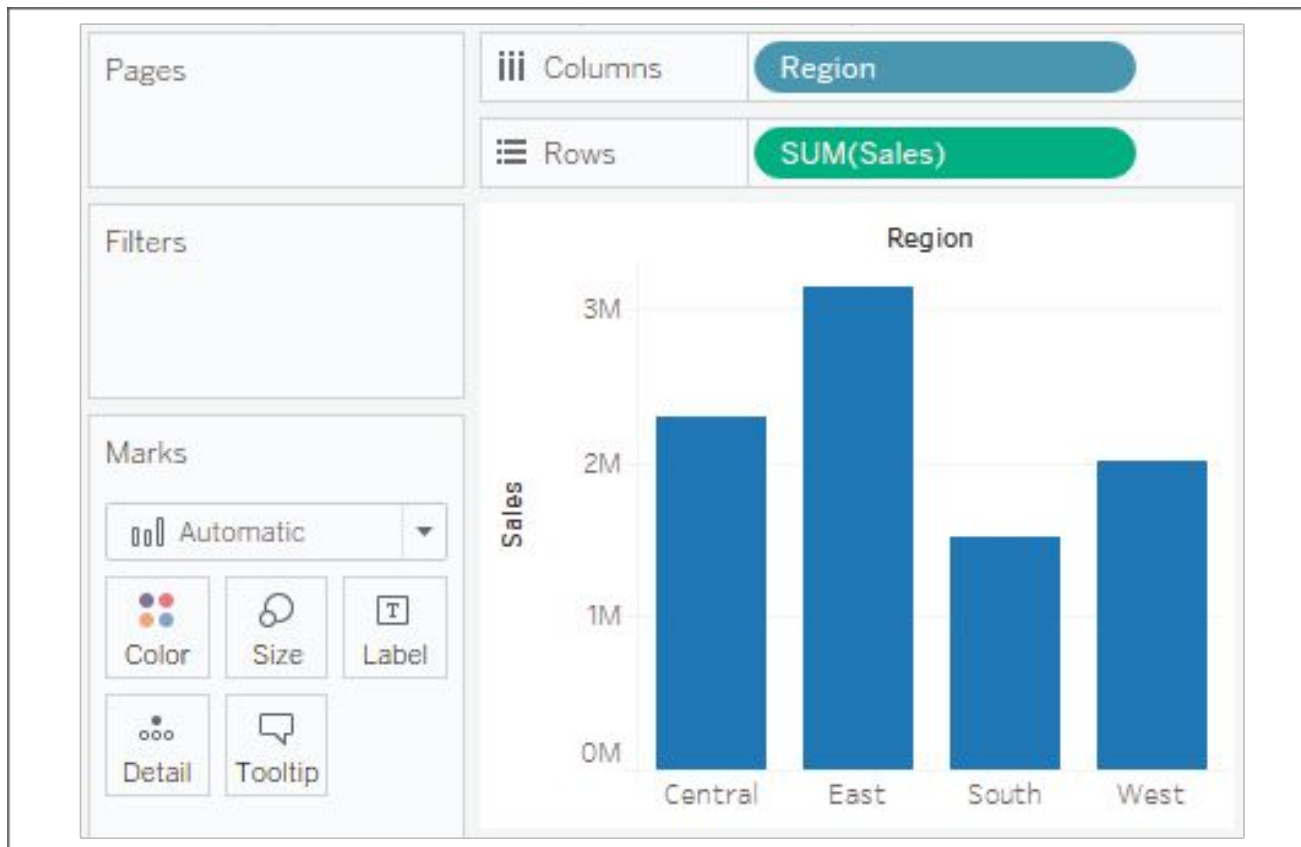 Pages
Columns
Region
Rows
SUM(Sales)
Filters
Marks
Automatic
Color
Size
Label
Detail
Tooltip
Region
Sales
3M
2M
1M
0M
Central
East
South
West